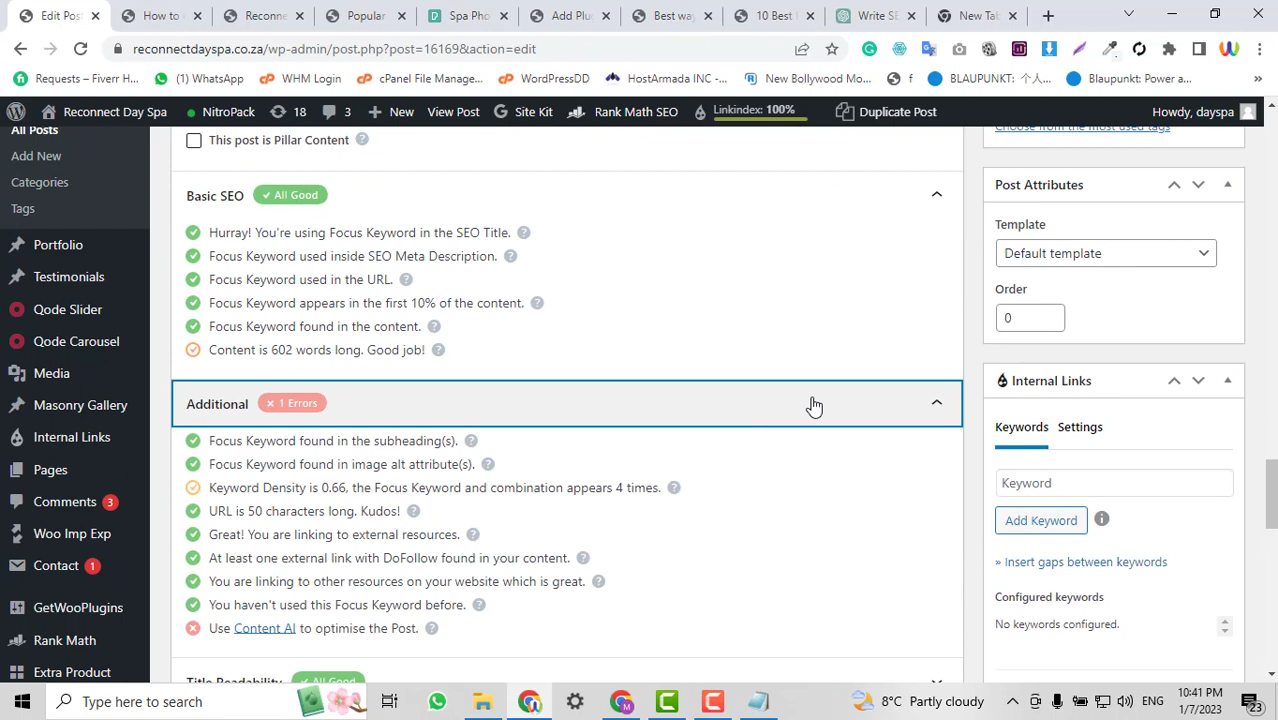 Edit Pos
How to
Reconne
Popular
Spa Pho
Add Plu
Best way
10 Best
Write SE
New Tab
reconnectdayspa.co.za/wp-admin/post.php?post=16169&action=edit
Requests – Fiverr H...
(1) WhatsApp
WHM Login
cPanel File Manage...
WordPressDD
HostArmada INC -...
New Bollywood Mo...
f
BLAUPUNKT: 个人...
Blaupunkt: Power a...
»
Reconnect Day Spa
NitroPack
18
3
New
View Post
Site Kit
Rank Math SEO
Linkindex: 100%
Duplicate Post
Howdy, dayspa
All Posts
Add New
Categories
Tags
Portfolio
Testimonials
Qode Slider
Qode Carousel
Media
Masonry Gallery
Internal Links
Pages
Comments 3
Woo Imp Exp
Contact 1
GetWooPlugins
Rank Math
Extra Product
This post is Pillar Content
Basic SEO All Good
Hurray! You're using Focus Keyword in the SEO Title.
Focus Keyword used inside SEO Meta Description.
Focus Keyword used in the URL.
Focus Keyword appears in the first 10% of the content.
Focus Keyword found in the content.
Content is 602 words long. Good job!
Additional × 1 Errors
Focus Keyword found in the subheading(s).
Focus Keyword found in image alt attribute(s).
Keyword Density is 0.66, the Focus Keyword and combination appears 4 times.
URL is 50 characters long. Kudos!
Great! You are linking to external resources.
At least one external link with DoFollow found in your content.
You are linking to other resources on your website which is great.
You haven't used this Focus Keyword before.
Use Content AI to optimise the Post.
Title Readability All Good
Choose from the most used tags
Post Attributes
Template
Default template
Order
0
Internal Links
Keywords Settings
Keyword
Add Keyword
» Insert gaps between keywords
Configured keywords
No keywords configured.
Type here to search
8°C Partly cloudy
10:41 PM
1/7/2023
23